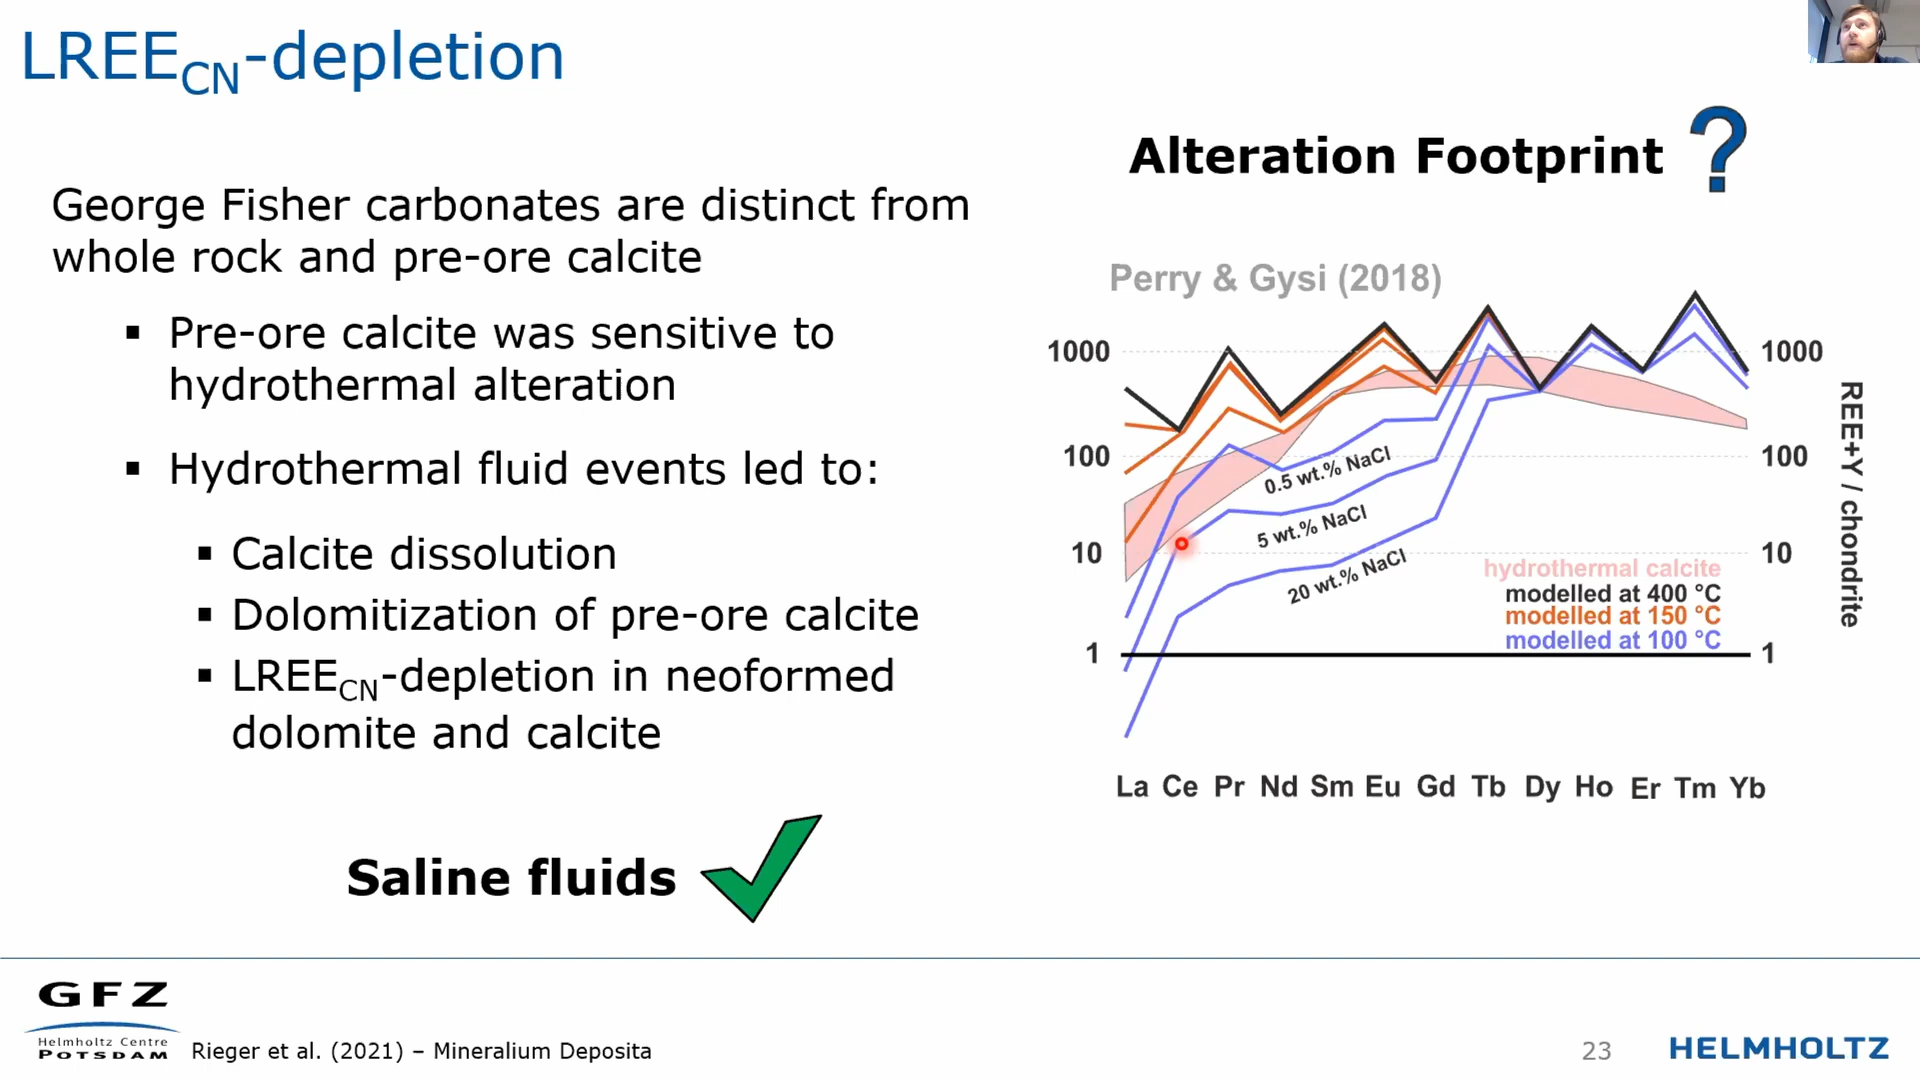 LREECN-depletion
Alteration Footprint ?
George Fisher carbonates are distinct from
whole rock and pre-ore calcite
▪ Pre-ore calcite was sensitive to
hydrothermal alteration
▪ Hydrothermal fluid events led to:
▪ Calcite dissolution
▪ Dolomitization of pre-ore calcite
▪ LREECN-depletion in neoformed
dolomite and calcite
Saline fluids
Perry & Gysi (2018)
1000
100
10
1
1000
100
10
1
REE+Y / chondrite
0.5 wt.% NaCl
5 wt.% NaCl
20 wt.% NaCl
hydrothermal calcite
modelled at 400 °C
modelled at 150 °C
modelled at 100 °C
La Ce Pr Nd Sm Eu Gd Tb Dy Ho Er Tm Yb
GFZ
Helmholtz Centre
POTSDAM
Rieger et al. (2021) – Mineralium Deposita
23
HELMHOLTZ